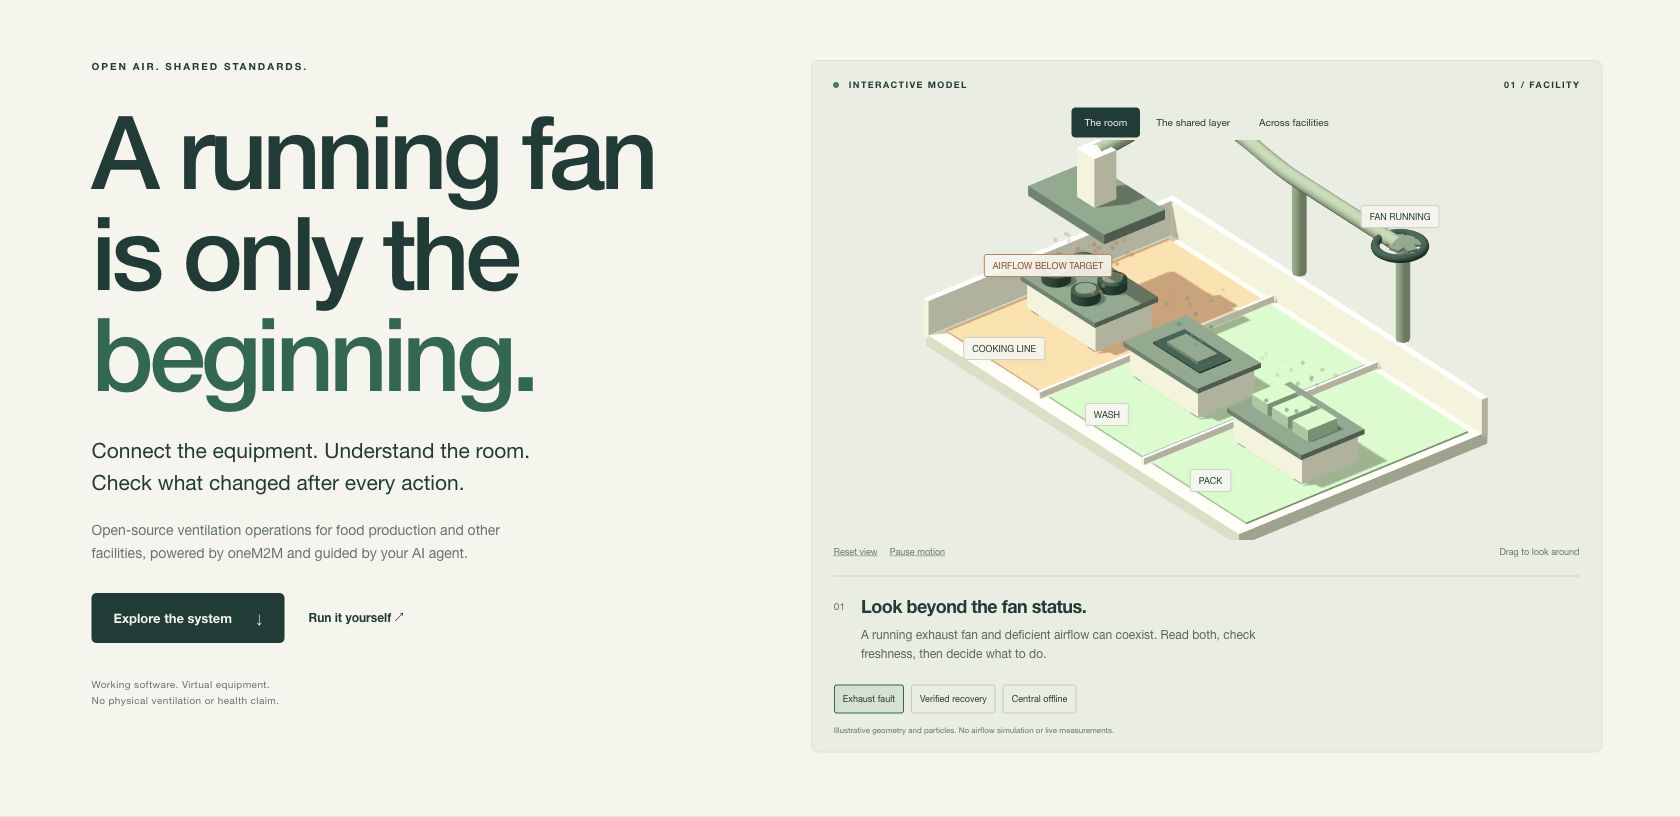 OPEN AIR. SHARED STANDARDS.
A running fan
is only the
beginning.
Connect the equipment. Understand the room.
Check what changed after every action.
Open-source ventilation operations for food production and other
facilities, powered by oneM2M and guided by your AI agent.
Explore the system ↓
Run it yourself ↗
Working software. Virtual equipment.
No physical ventilation or health claim.
INTERACTIVE MODEL
01 / FACILITY
The room
The shared layer
Across facilities
FAN RUNNING
AIRFLOW BELOW TARGET
COOKING LINE
WASH
PACK
Reset view
Pause motion
Drag to look around
01
Look beyond the fan status.
A running exhaust fan and deficient airflow can coexist. Read both, check
freshness, then decide what to do.
Exhaust fault
Verified recovery
Central offline
Illustrative geometry and particles. No airflow simulation or live measurements.